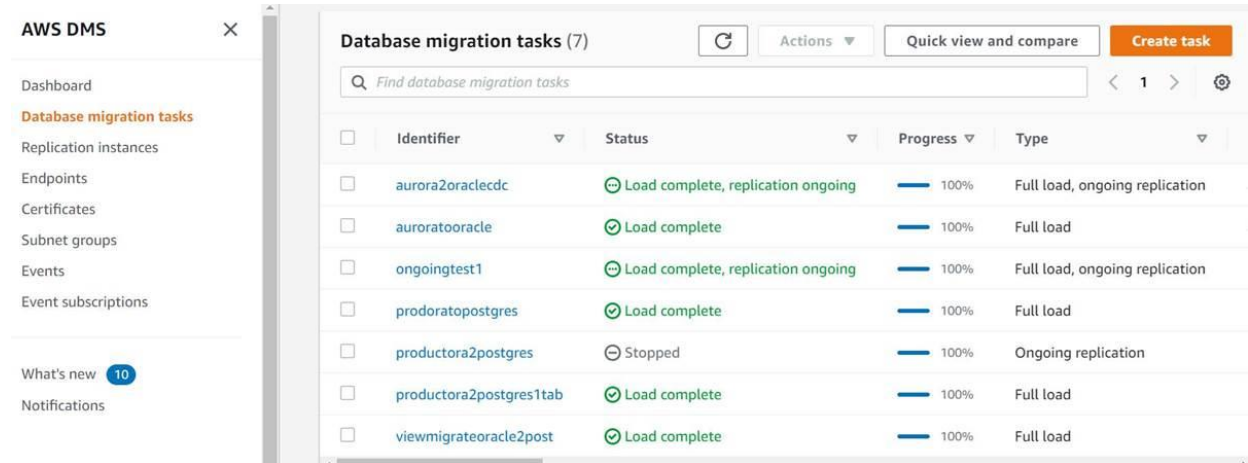 AWS DMS
Dashboard
Database migration tasks
Replication instances
Endpoints
Certificates
Subnet groups
Events
Event subscriptions
What's new 10
Notifications
Database migration tasks (7)
Actions
Quick view and compare
Create task
Find database migration tasks
1
Identifier Status Progress Type
aurora2oraclecdc Load complete, replication ongoing 100% Full load, ongoing replication
auroratooracle Load complete 100% Full load
ongoingtest1 Load complete, replication ongoing 100% Full load, ongoing replication
prodoratopostgres Load complete 100% Full load
productora2postgres Stopped 100% Ongoing replication
productora2postgres1tab Load complete 100% Full load
viewmigrateoracle2post Load complete 100% Full load